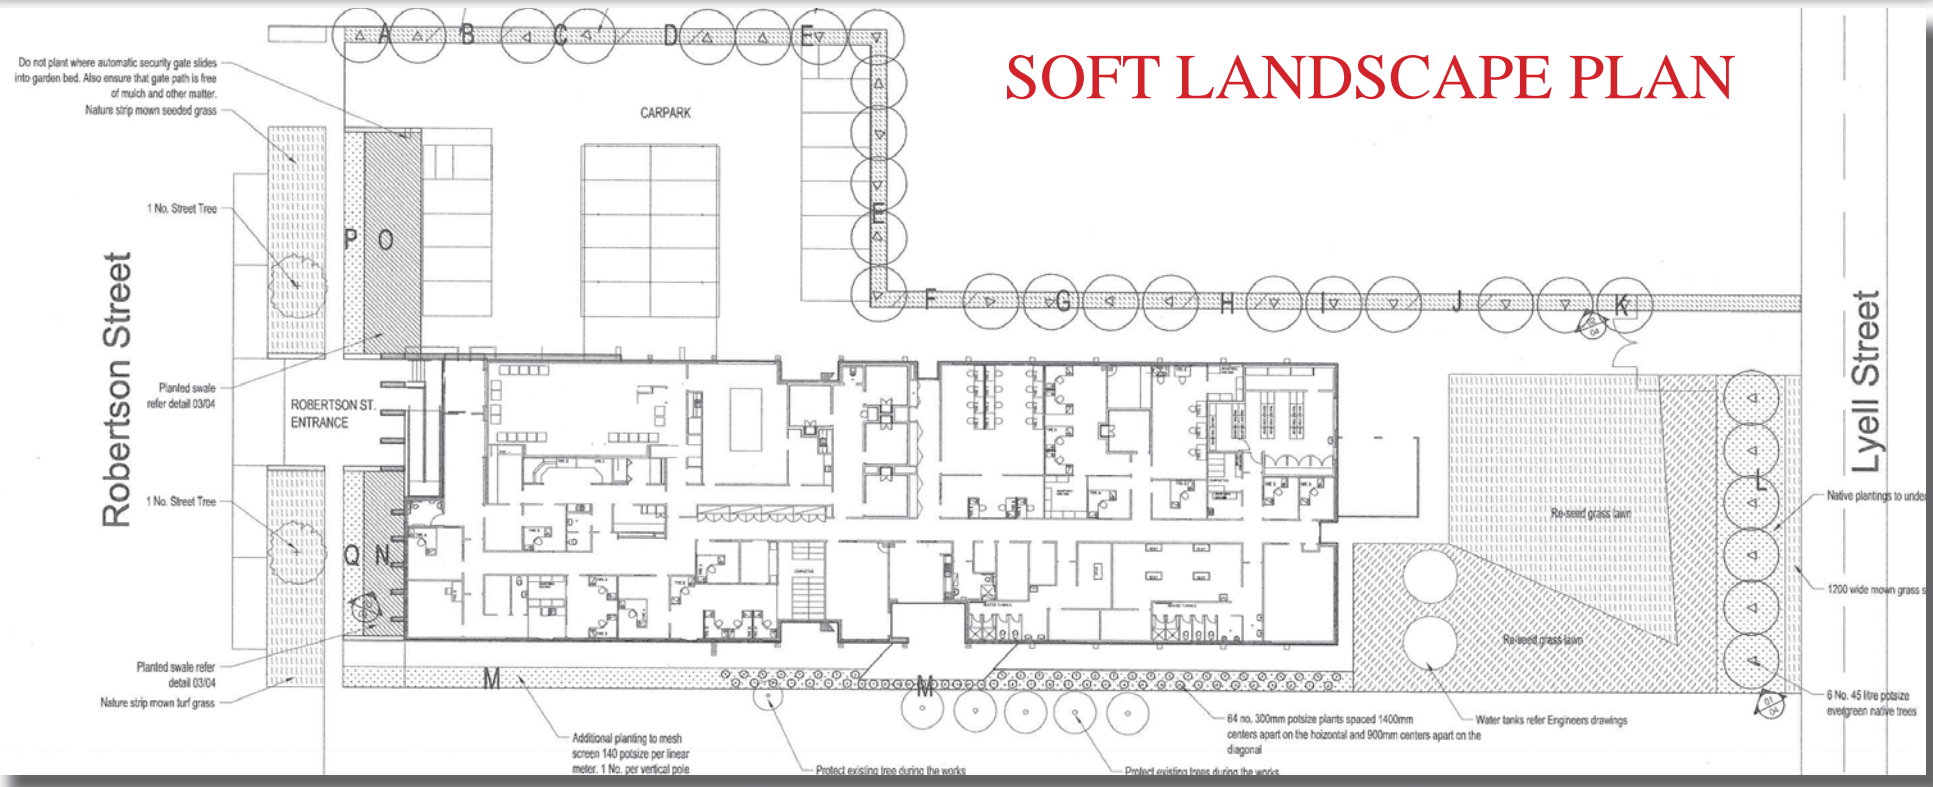 SOFT LANDSCAPE PLAN
A B C D E
Do not plant where automatic security gate slides
into garden bed. Also ensure that gate path is free
of mulch and other matter.
Nature strip mown seeded grass
CARPARK
1 No. Street Tree
E
P O
Robertson Street
F G H I J K
02
04
Lyell Street
Planted swale
refer detail 03/04
ROBERTSON ST.
ENTRANCE
L
1 No. Street Tree
Native plantings to unde
Re-seed grass lawn
Q N
1200 wide mown grass s
Re-seed grass lawn
Planted swale refer
detail 03/04
M
M
Nature strip mown turf grass
6 No. 45 litre potsize
evergreen native trees
01
04
64 no. 300mm potsize plants spaced 1400mm
centers apart on the hoizontal and 900mm centers apart on the
diagonal
Water tanks refer Engineers drawings
Additional planting to mesh
screen 140 potsize per linear
meter. 1 No. per vertical pole
Protect existing tree during the works
Protect existing trees during the works